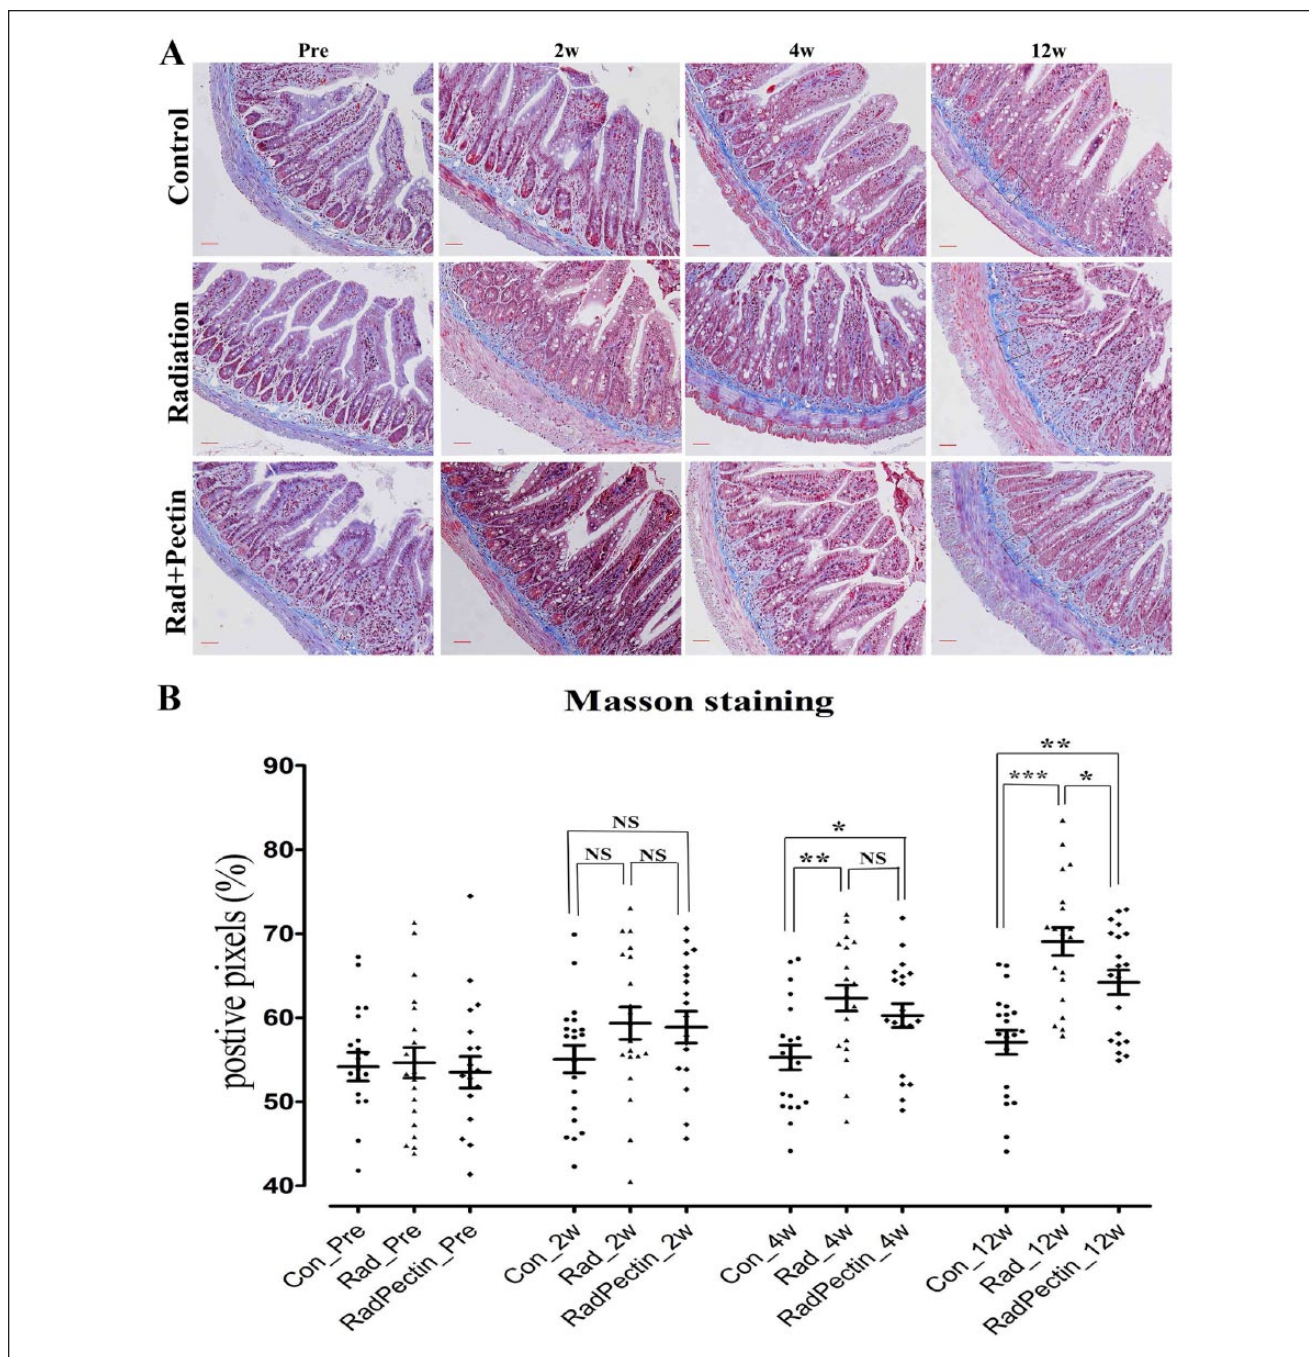 A
Pre 2w 4w 12w
Control
Radiation
Rad+Pectin
B
Masson staining
** 
*** *
NS
NS NS
*
** NS
postive pixels (%)
90
80
70
60
50
40
Con_Pre
Rad_Pre
RadPectin_Pre
Con_2w
Rad_2w
RadPectin_2w
Con_4w
Rad_4w
RadPectin_4w
Con_12w
Rad_12w
RadPectin_12w